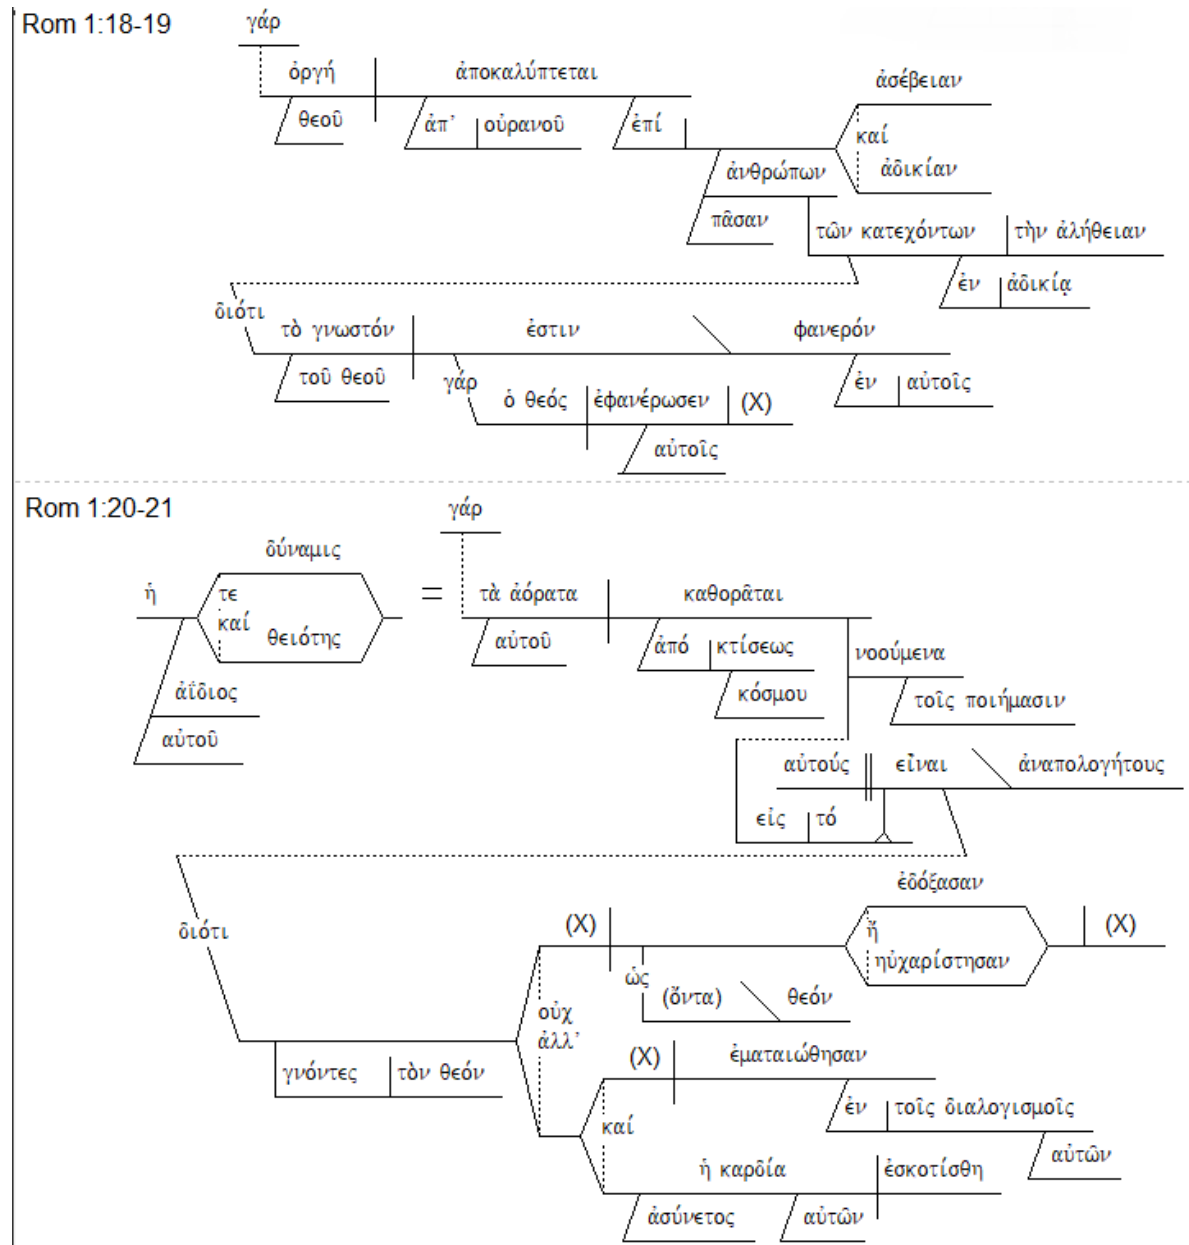 Rom 1:18-19
γάρ
ὀργή ἀποκαλύπτεται ἀσέβειαν
θεοῦ ἀπ' οὐρανοῦ ἐπί καί
ἀνθρώπων ἀδικίαν
πᾶσαν τῶν κατεχόντων τὴν ἀλήθειαν
ἐν ἀδικίᾳ
διότι
τὸ γνωστόν ἐστιν φανερόν
τοῦ θεοῦ γάρ ἐν αὐτοῖς
ὁ θεός ἐφανέρωσεν (X)
αὐτοῖς
Rom 1:20-21
γάρ
δύναμις
ἡ τε = τὰ ἀόρατα καθορᾶται
καί θειότης αὐτοῦ ἀπό κτίσεως νοούμενα
ἀΐδιος κόσμου τοῖς ποιήμασιν
αὐτοῦ
αὐτούς εἶναι ἀναπολογήτους
εἰς τό
ἐδόξασαν
διότι (X) ἤ (X)
ὡς ηὐχαρίστησαν
(ὄντα) θεόν
οὐχ
ἀλλ'
(X) ἐματαιώθησαν
γνόντες τὸν θεόν
ἐν τοῖς διαλογισμοῖς
καί
αὐτῶν
ἡ καρδία ἐσκοτίσθη
ἀσύνετος αὐτῶν